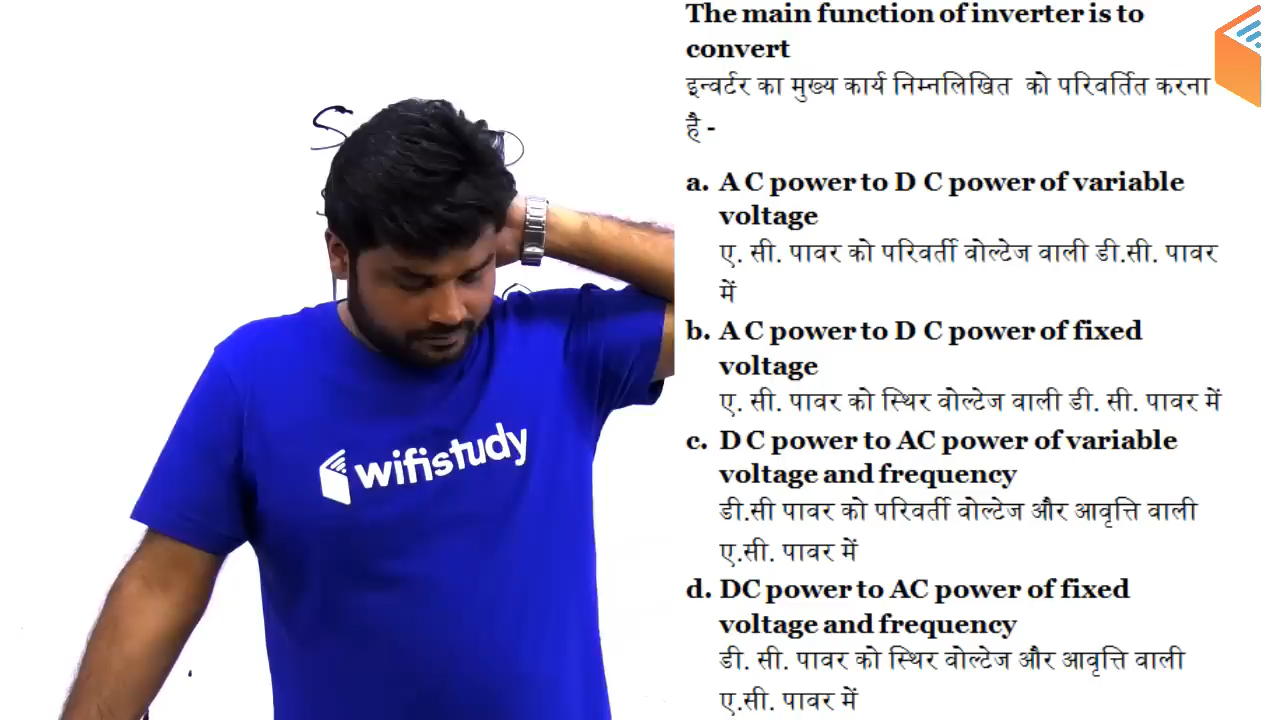 The main function of inverter is to
convert
इन्वर्टर का मुख्य कार्य निम्नलिखित को परिवर्तित करना
है -
a. A C power to D C power of variable
voltage
ए. सी. पावर को परिवर्ती वोल्टेज वाली डी.सी. पावर
में
b. A C power to D C power of fixed
voltage
ए. सी. पावर को स्थिर वोल्टेज वाली डी. सी. पावर में
c. D C power to AC power of variable
voltage and frequency
डी.सी पावर को परिवर्ती वोल्टेज और आवृत्ति वाली
ए.सी. पावर में
d. DC power to AC power of fixed
voltage and frequency
डी. सी. पावर को स्थिर वोल्टेज और आवृत्ति वाली
ए.सी. पावर में
wifistudy